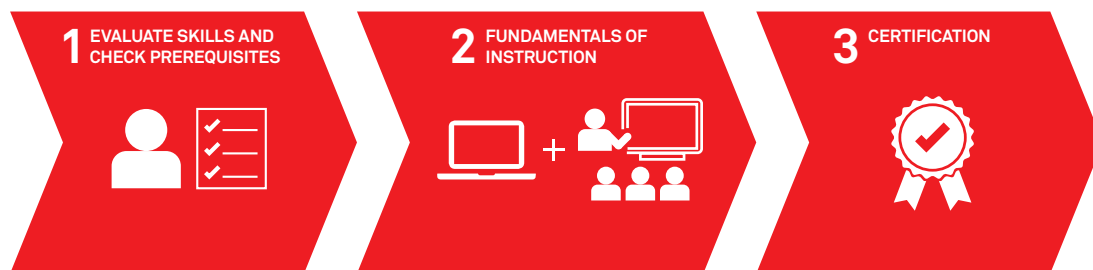 1 EVALUATE SKILLS AND
CHECK PREREQUISITES
2 FUNDAMENTALS OF
INSTRUCTION
3 CERTIFICATION